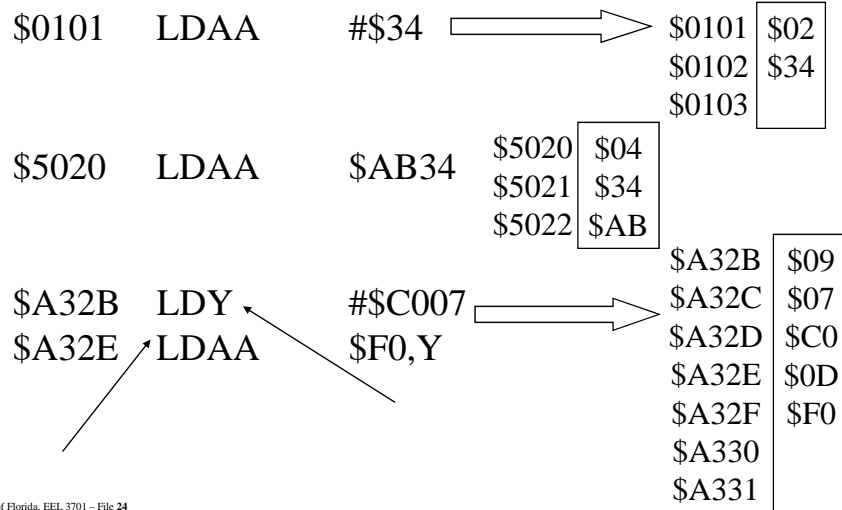 $0101 LDAA #$34 $0101 $02
$0102 $34
$0103
$5020 LDAA $AB34 $5020 $04
$5021 $34
$5022 $AB
$A32B LDY #$C007
$A32E LDAA $F0,Y
$A32B $09
$A32C $07
$A32D $C0
$A32E $0D
$A32F $F0
$A330
$A331
of Florida, EEL 3701 – File 24